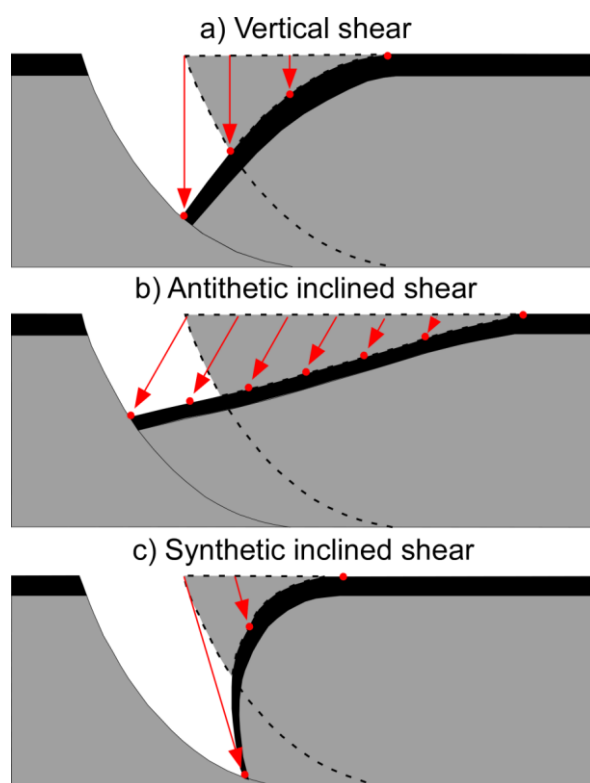 a) Vertical shear
b) Antithetic inclined shear
c) Synthetic inclined shear